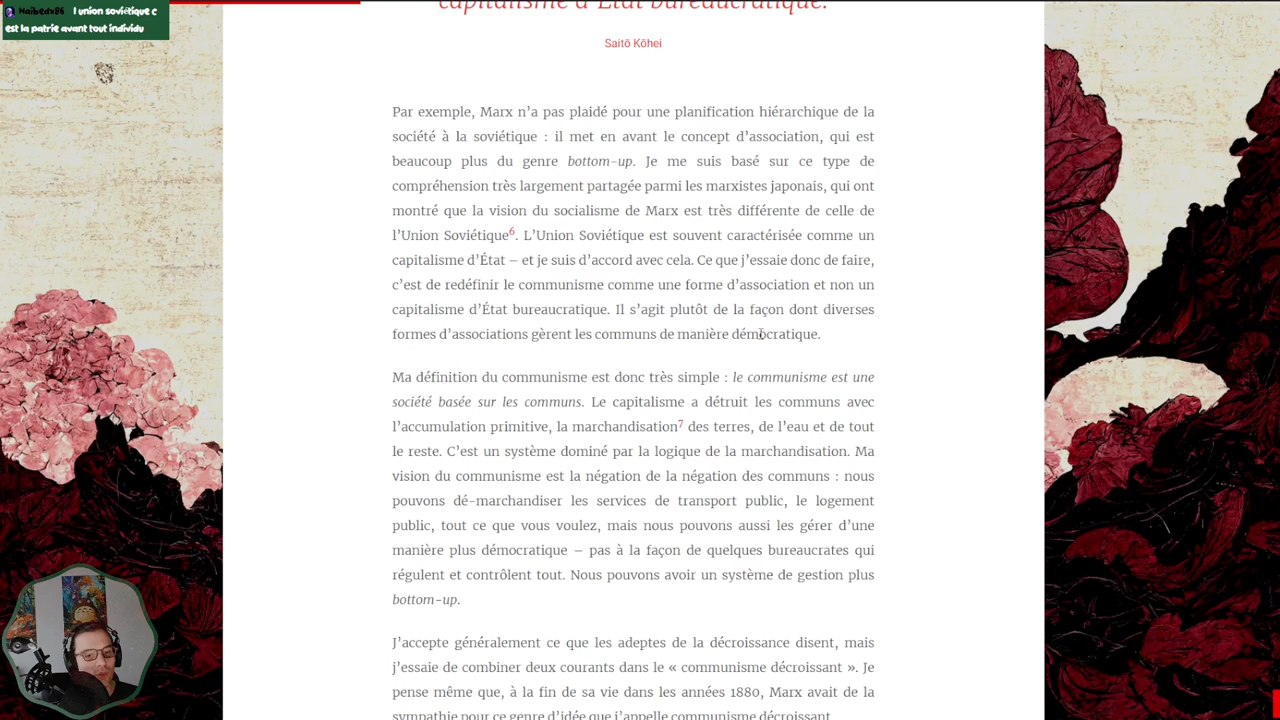 Naibedx86 l union soviétique c
est la patrie avant tout individu
capitalisme d'État bureaucratique.
Saitō Kōhei
Par exemple, Marx n’a pas plaidé pour une planification hiérarchique de la
société à la soviétique : il met en avant le concept d’association, qui est
beaucoup plus du genre bottom-up. Je me suis basé sur ce type de
compréhension très largement partagée parmi les marxistes japonais, qui ont
montré que la vision du socialisme de Marx est très différente de celle de
l’Union Soviétique6. L’Union Soviétique est souvent caractérisée comme un
capitalisme d’État – et je suis d’accord avec cela. Ce que j’essaie donc de faire,
c’est de redéfinir le communisme comme une forme d’association et non un
capitalisme d’État bureaucratique. Il s’agit plutôt de la façon dont diverses
formes d’associations gèrent les communs de manière démocratique.
Ma définition du communisme est donc très simple : le communisme est une
société basée sur les communs. Le capitalisme a détruit les communs avec
l’accumulation primitive, la marchandisation7 des terres, de l’eau et de tout
le reste. C’est un système dominé par la logique de la marchandisation. Ma
vision du communisme est la négation de la négation des communs : nous
pouvons dé-marchandiser les services de transport public, le logement
public, tout ce que vous voulez, mais nous pouvons aussi les gérer d’une
manière plus démocratique – pas à la façon de quelques bureaucrates qui
régulent et contrôlent tout. Nous pouvons avoir un système de gestion plus
bottom-up.
J’accepte généralement ce que les adeptes de la décroissance disent, mais
j’essaie de combiner deux courants dans le « communisme décroissant ». Je
pense même que, à la fin de sa vie dans les années 1880, Marx avait de la
sympathie pour ce genre d’idée que j’appelle communisme décroissant.